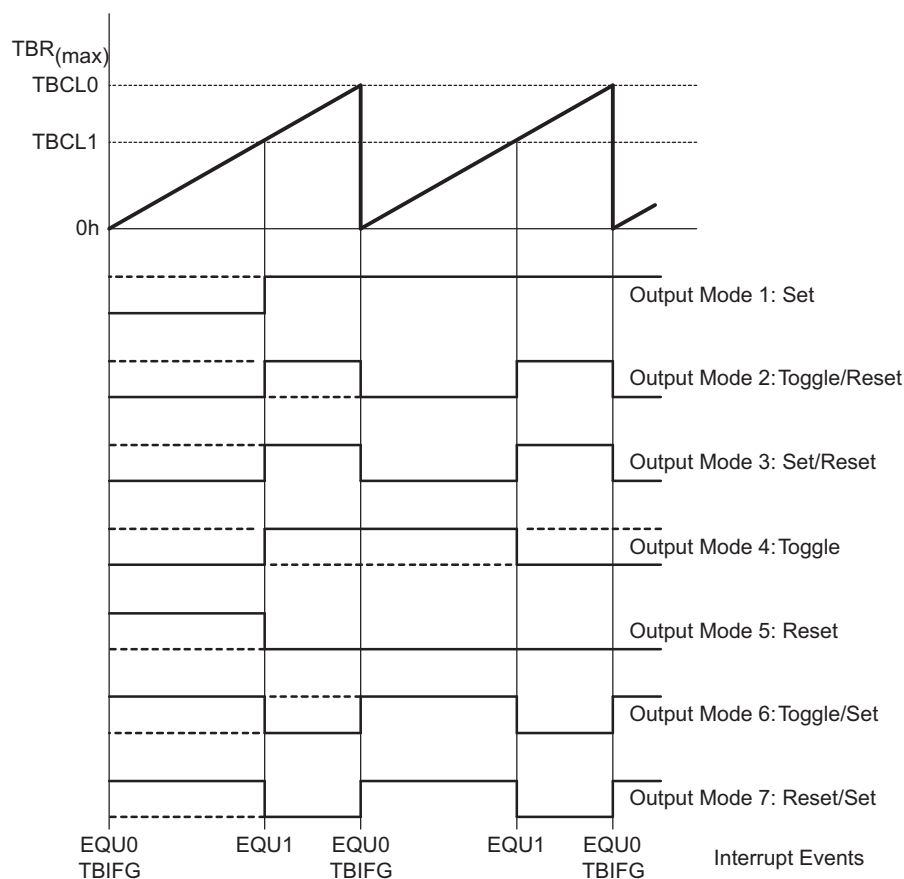 TBR(max)
TBCL0
TBCL1
0h
Output Mode 1: Set
Output Mode 2: Toggle/Reset
Output Mode 3: Set/Reset
Output Mode 4: Toggle
Output Mode 5: Reset
Output Mode 6: Toggle/Set
Output Mode 7: Reset/Set
EQU0 EQU1 EQU0 EQU1 EQU0
TBIFG TBIFG TBIFG
Interrupt Events